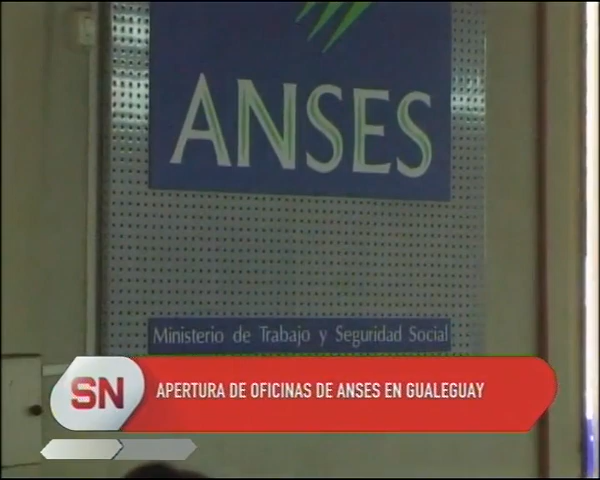 ANSES
Ministerio de Trabajo y Seguridad Social
SN
APERTURA DE OFICINAS DE ANSES EN GUALEGUAY